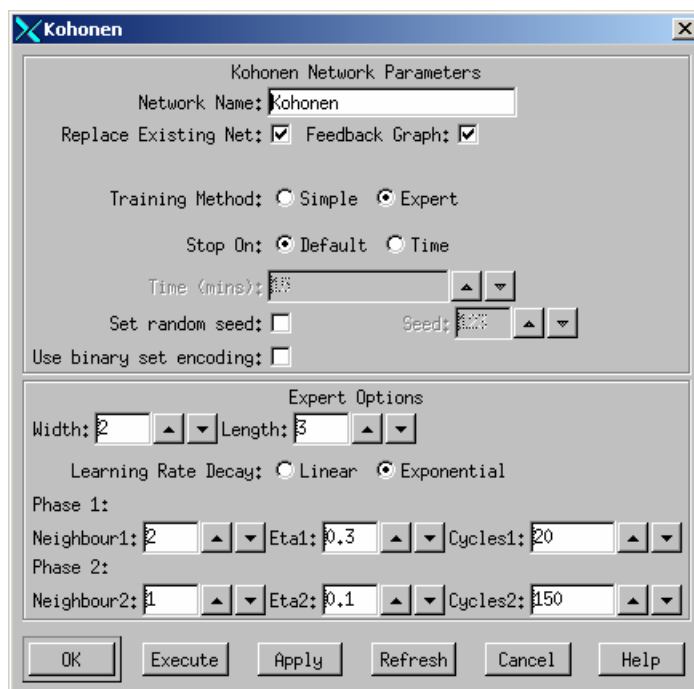 Kohonen
Kohonen Network Parameters
Network Name: Kohonen
Replace Existing Net: Feedback Graph:
Training Method: Simple Expert
Stop On: Default Time
Time (mins): 15
Set random seed: Seed: 123
Use binary set encoding:
Expert Options
Width: 2 Length: 3
Learning Rate Decay: Linear Exponential
Phase 1:
Neighbour1: 2 Eta1: 0.3 Cycles1: 20
Phase 2:
Neighbour2: 1 Eta2: 0.1 Cycles2: 150
OK Execute Apply Refresh Cancel Help